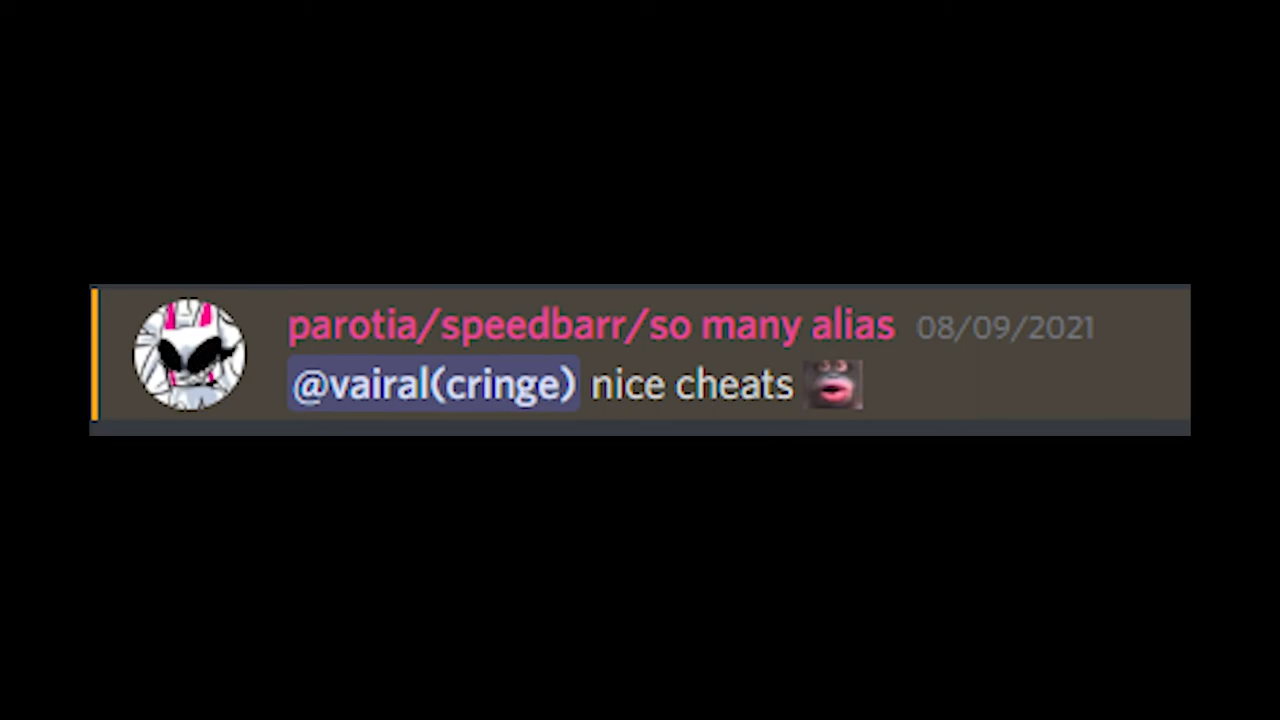 parotia/speedbarr/so many alias 08/09/2021
@vairal(cringe) nice cheats